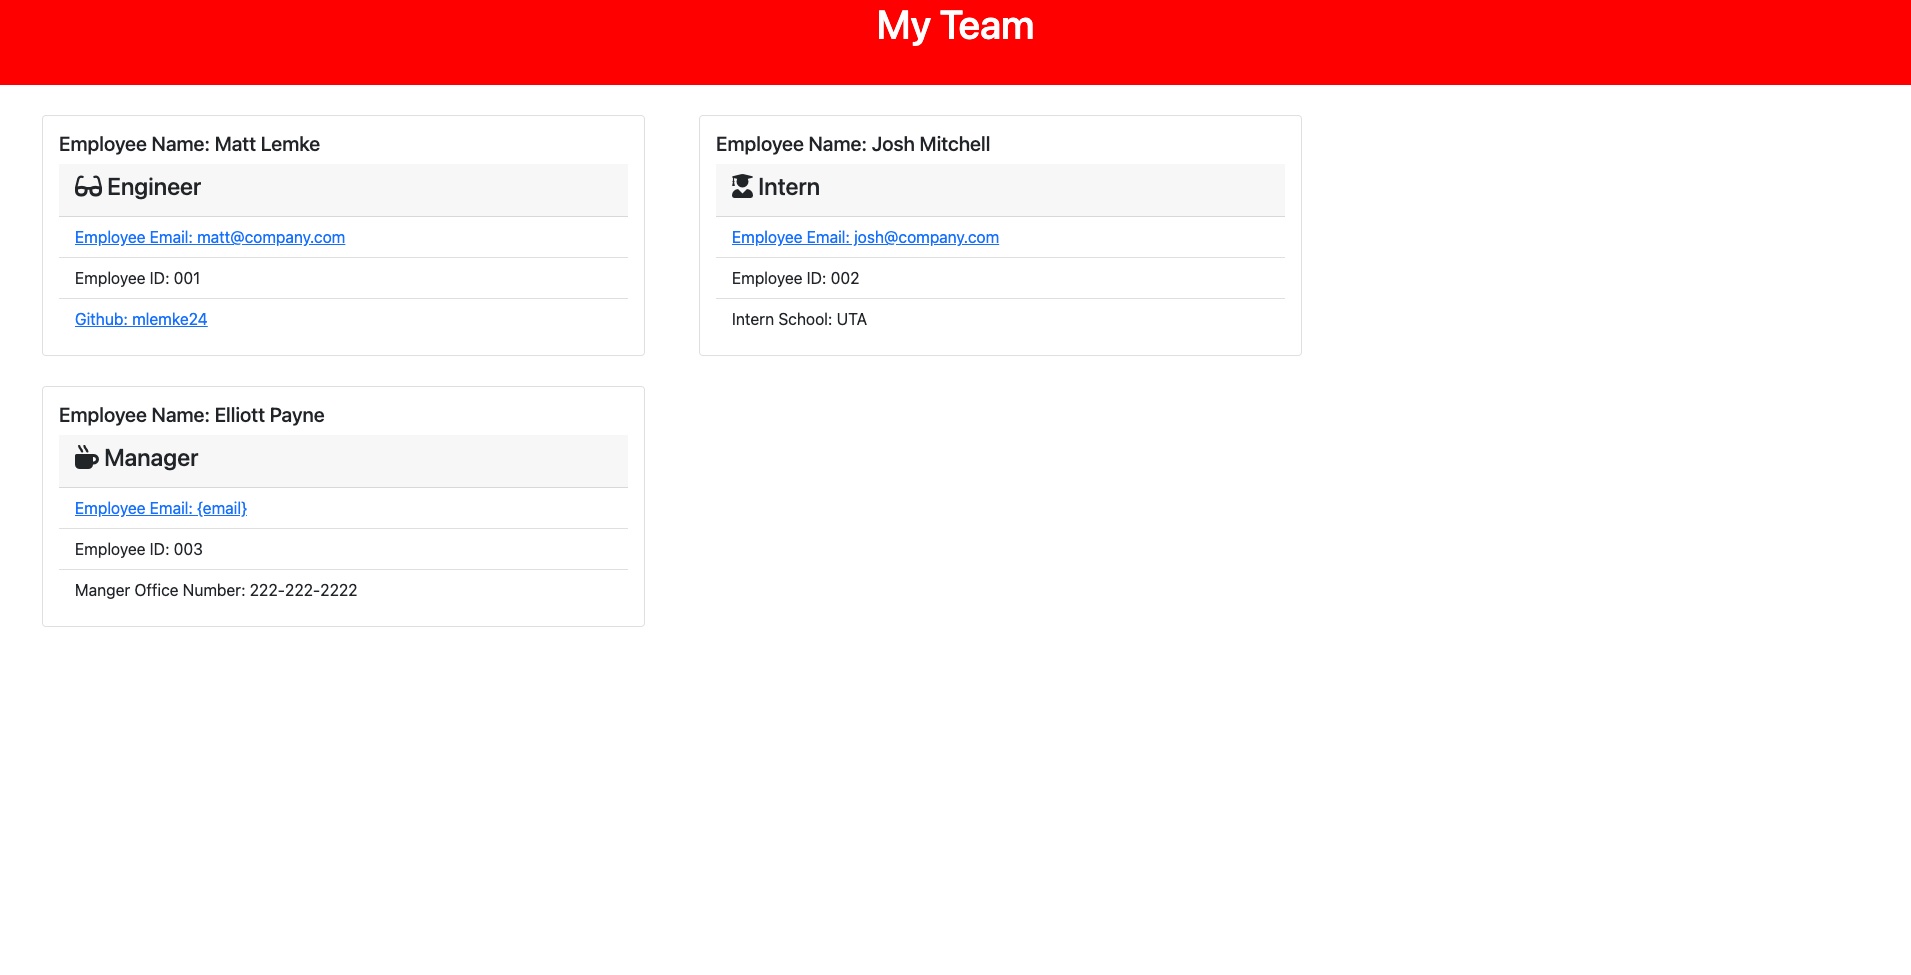 My Team
Employee Name: Matt Lemke
Engineer
Employee Email: matt@company.com
Employee ID: 001
Github: mlemke24
Employee Name: Josh Mitchell
Intern
Employee Email: josh@company.com
Employee ID: 002
Intern School: UTA
Employee Name: Elliott Payne
Manager
Employee Email: {email}
Employee ID: 003
Manger Office Number: 222-222-2222